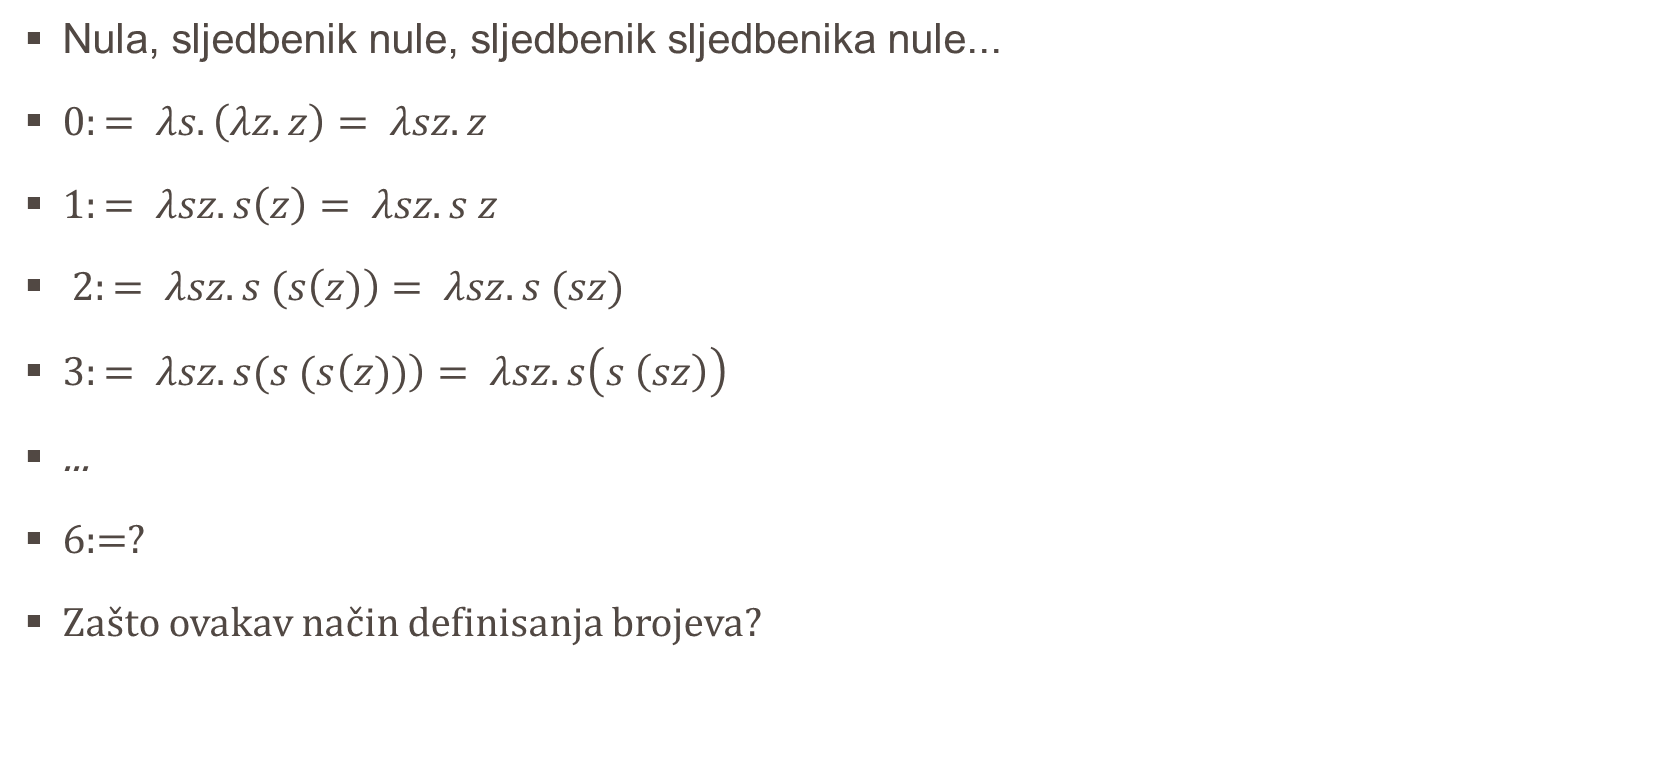 ▪ Nula, sljedbenik nule, sljedbenik sljedbenika nule...
▪ 0:= λs.(λz.z) = λsz.z
▪ 1:= λsz.s(z) = λsz.s z
▪ 2:= λsz.s (s(z)) = λsz.s (sz)
▪ 3:= λsz.s(s (s(z))) = λsz.s(s (sz))
▪ ...
▪ 6:=?
▪ Zašto ovakav način definisanja brojeva?